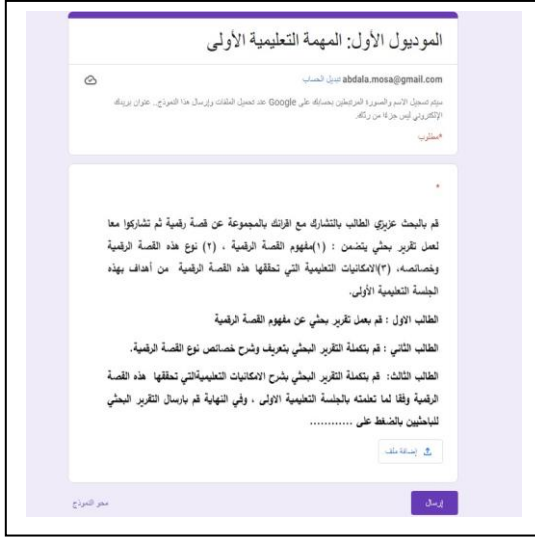 الموديول الأول: المهمة التعليمية الأولى
abdala.mosa@gmail.com تبديل الحساب
سيتم تسجيل الاسم والصورة المرتبطين بحسابك على Google عند تحميل الملفات وإرسال هذا النموذج.. عنوان بريدك
الإلكتروني ليس جزءًا من ردّك.
*مطلوب
*
قم بالبحث عزيزي الطالب بالتشارك مع اقرانك بالمجموعة عن قصة رقمية ثم تشاركوا معا
لعمل تقرير بحثي يتضمن : (١)مفهوم القصة الرقمية ، (٢) نوع هذه القصة الرقمية
وخصائصه، (٣)الامكانيات التعليمية التي تحققها هذه القصة الرقمية من أهداف بهذه
الجلسة التعليمية الأولى.
الطالب الاول : قم بعمل تقرير بحثي عن مفهوم القصة الرقمية
الطالب الثاني : قم بتكملة التقرير البحثي بتعريف وشرح خصائص نوع القصة الرقمية.
الطالب الثالث: قم بتكملة التقرير البحثي بشرح الامكانيات التعليميةالتي تحققها هذه القصة
الرقمية وفقا لما تعلمته بالجلسة التعليمية الاولى ، وفي النهاية قم بارسال التقرير البحثي
للباحثين بالضغط على ............
إضافة ملف
إرسال
محو النموذج